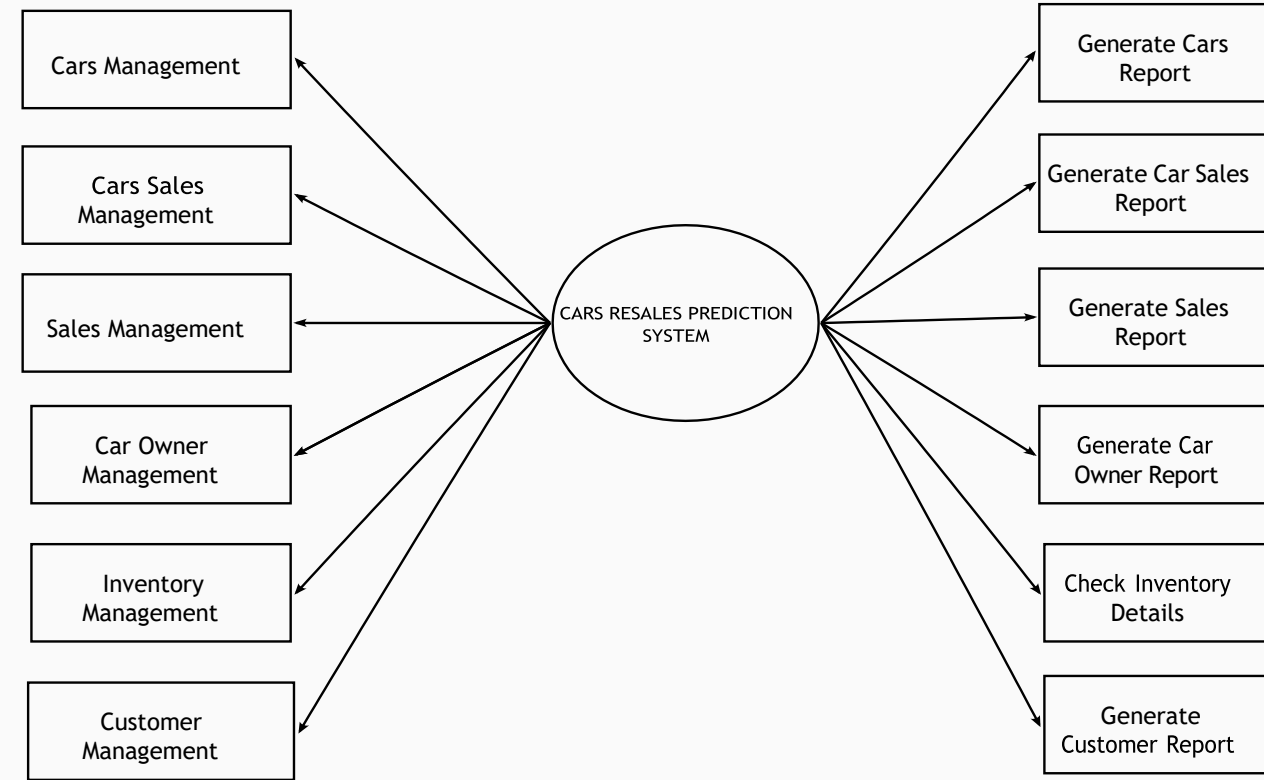 Cars Management
Cars Sales
Management
Sales Management
Car Owner
Management
Inventory
Management
Customer
Management
CARS RESALES PREDICTION
SYSTEM
Generate Cars
Report
Generate Car Sales
Report
Generate Sales
Report
Generate Car
Owner Report
Check Inventory
Details
Generate
Customer Report